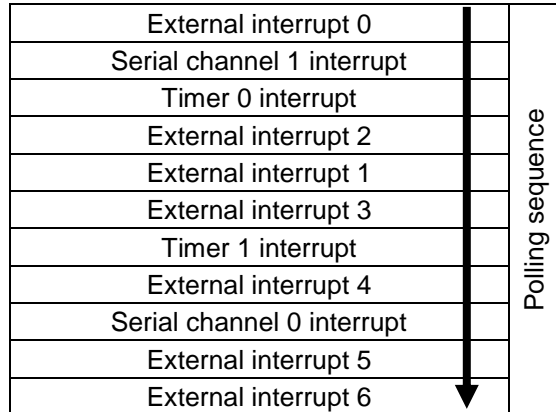 External interrupt 0
Serial channel 1 interrupt
Timer 0 interrupt
External interrupt 2
External interrupt 1
External interrupt 3
Timer 1 interrupt
External interrupt 4
Serial channel 0 interrupt
External interrupt 5
External interrupt 6
Polling sequence